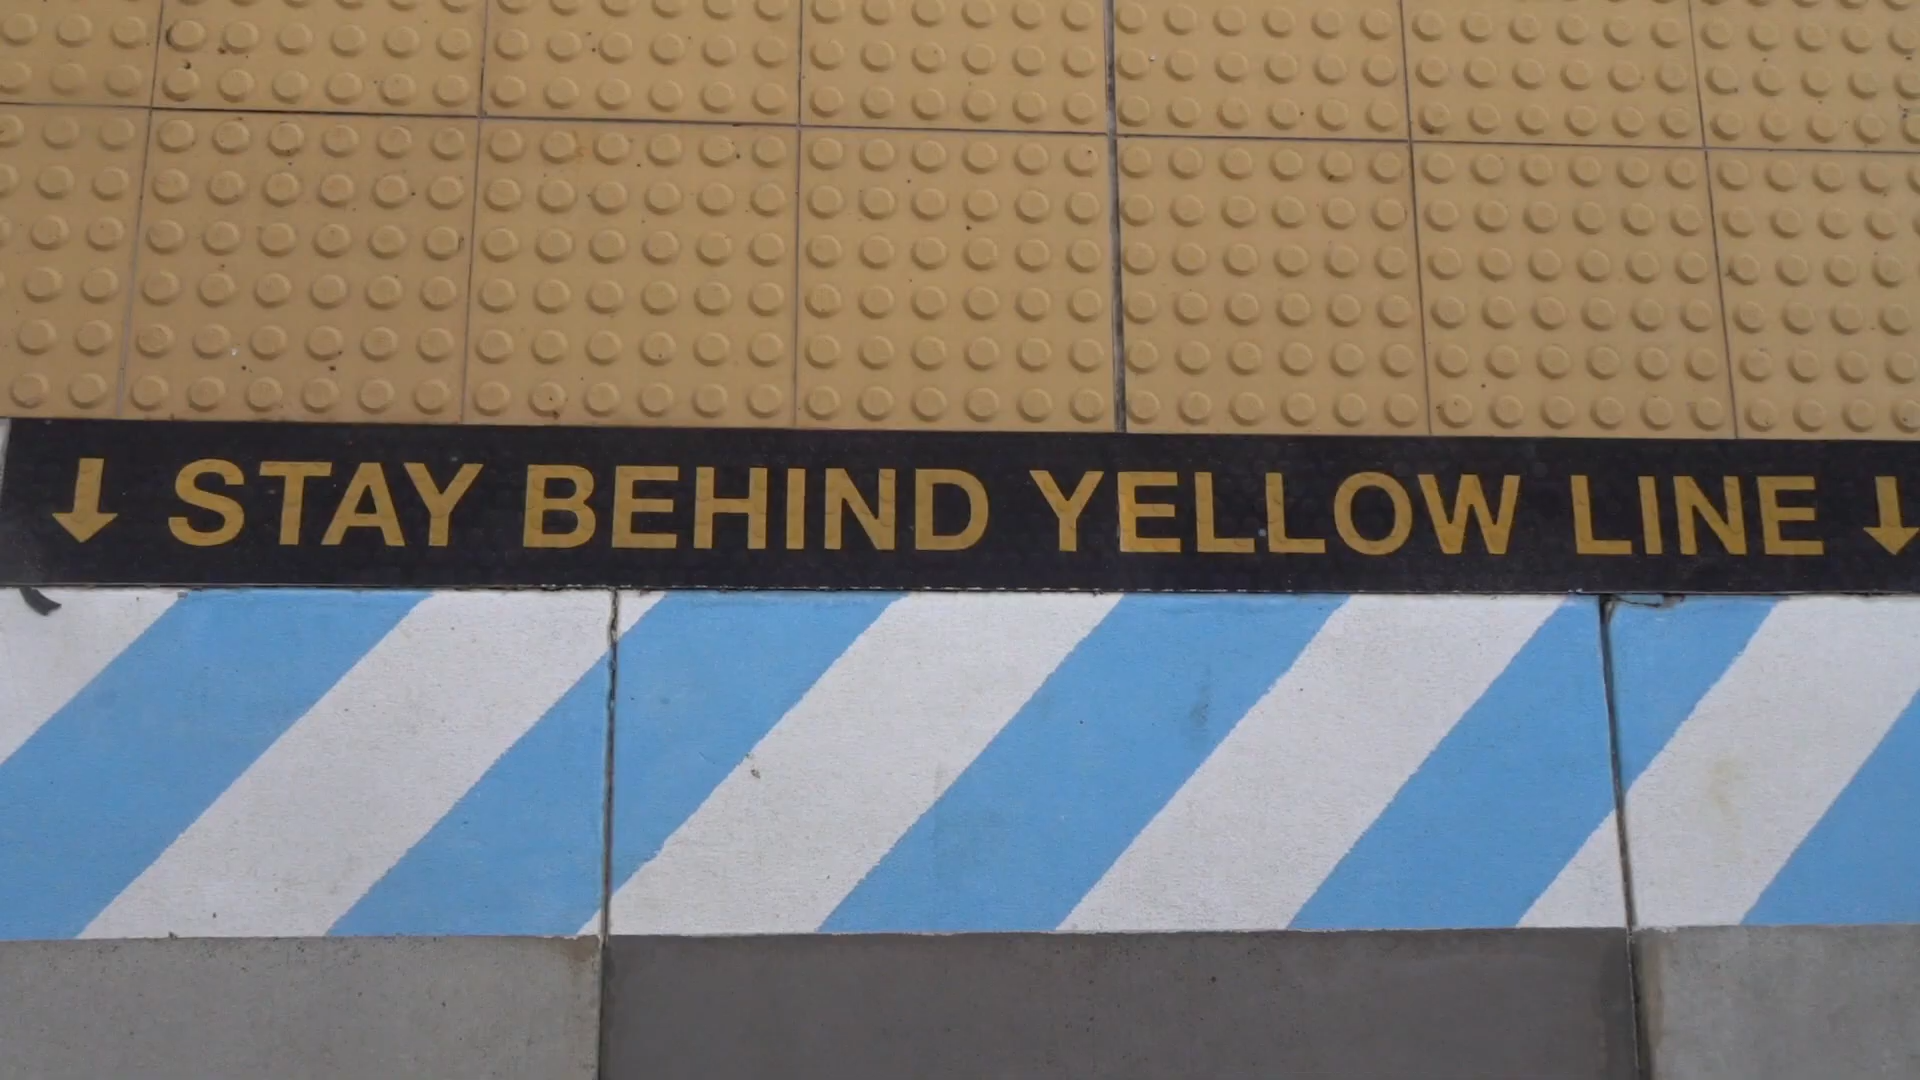 ↓ STAY BEHIND YELLOW LINE ↓